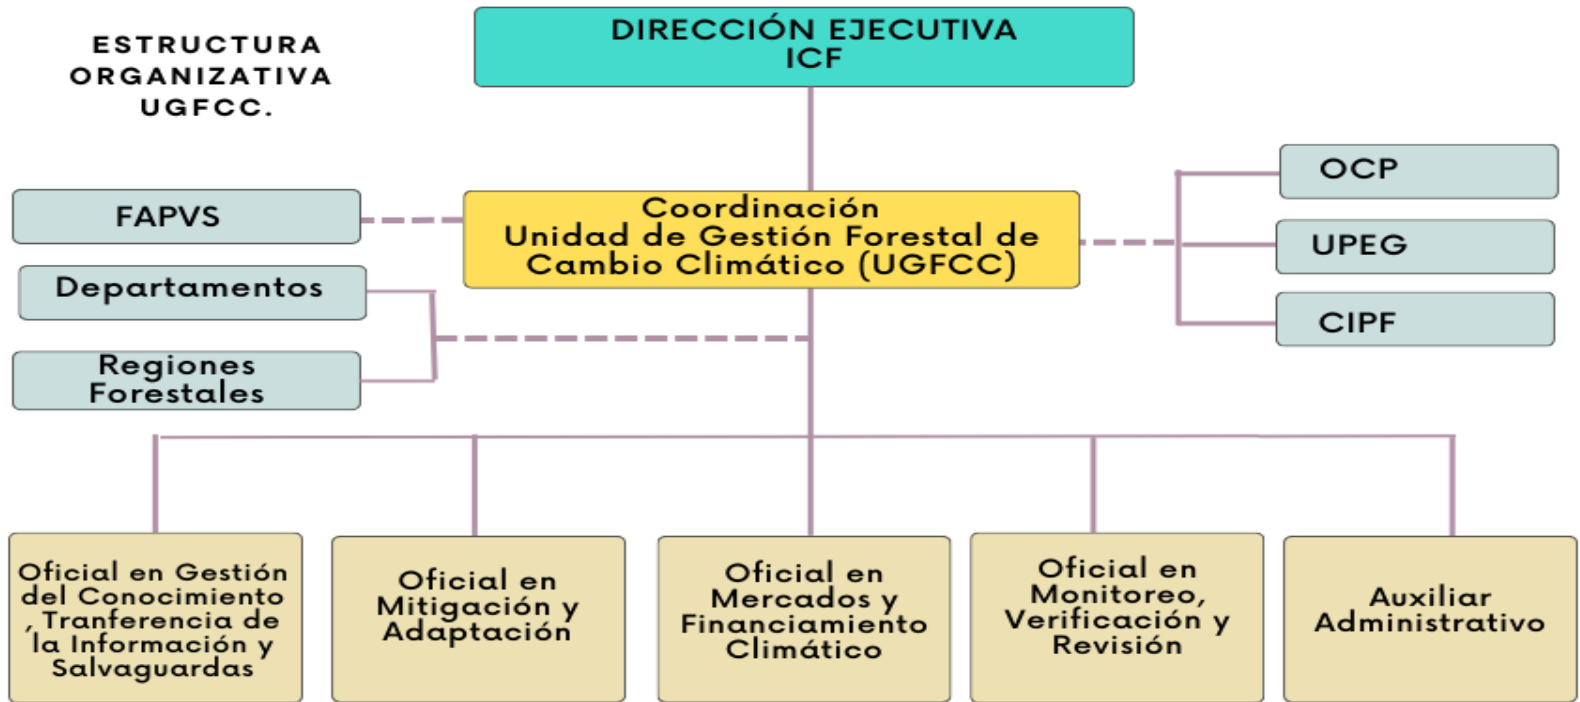 ESTRUCTURA
ORGANIZATIVA
UGFCC.
DIRECCIÓN EJECUTIVA
ICF
FAPVS
Coordinación
Unidad de Gestión Forestal de
Cambio Climático (UGFCC)
OCP
UPEG
CIPF
Departamentos
Regiones
Forestales
Oficial en Gestión
del Conocimiento
, Tranferencia de
la Información y
Salvaguardas
Oficial en
Mitigación y
Adaptación
Oficial en
Mercados y
Financiamiento
Climático
Oficial en
Monitoreo,
Verificación y
Revisión
Auxiliar
Administrativo